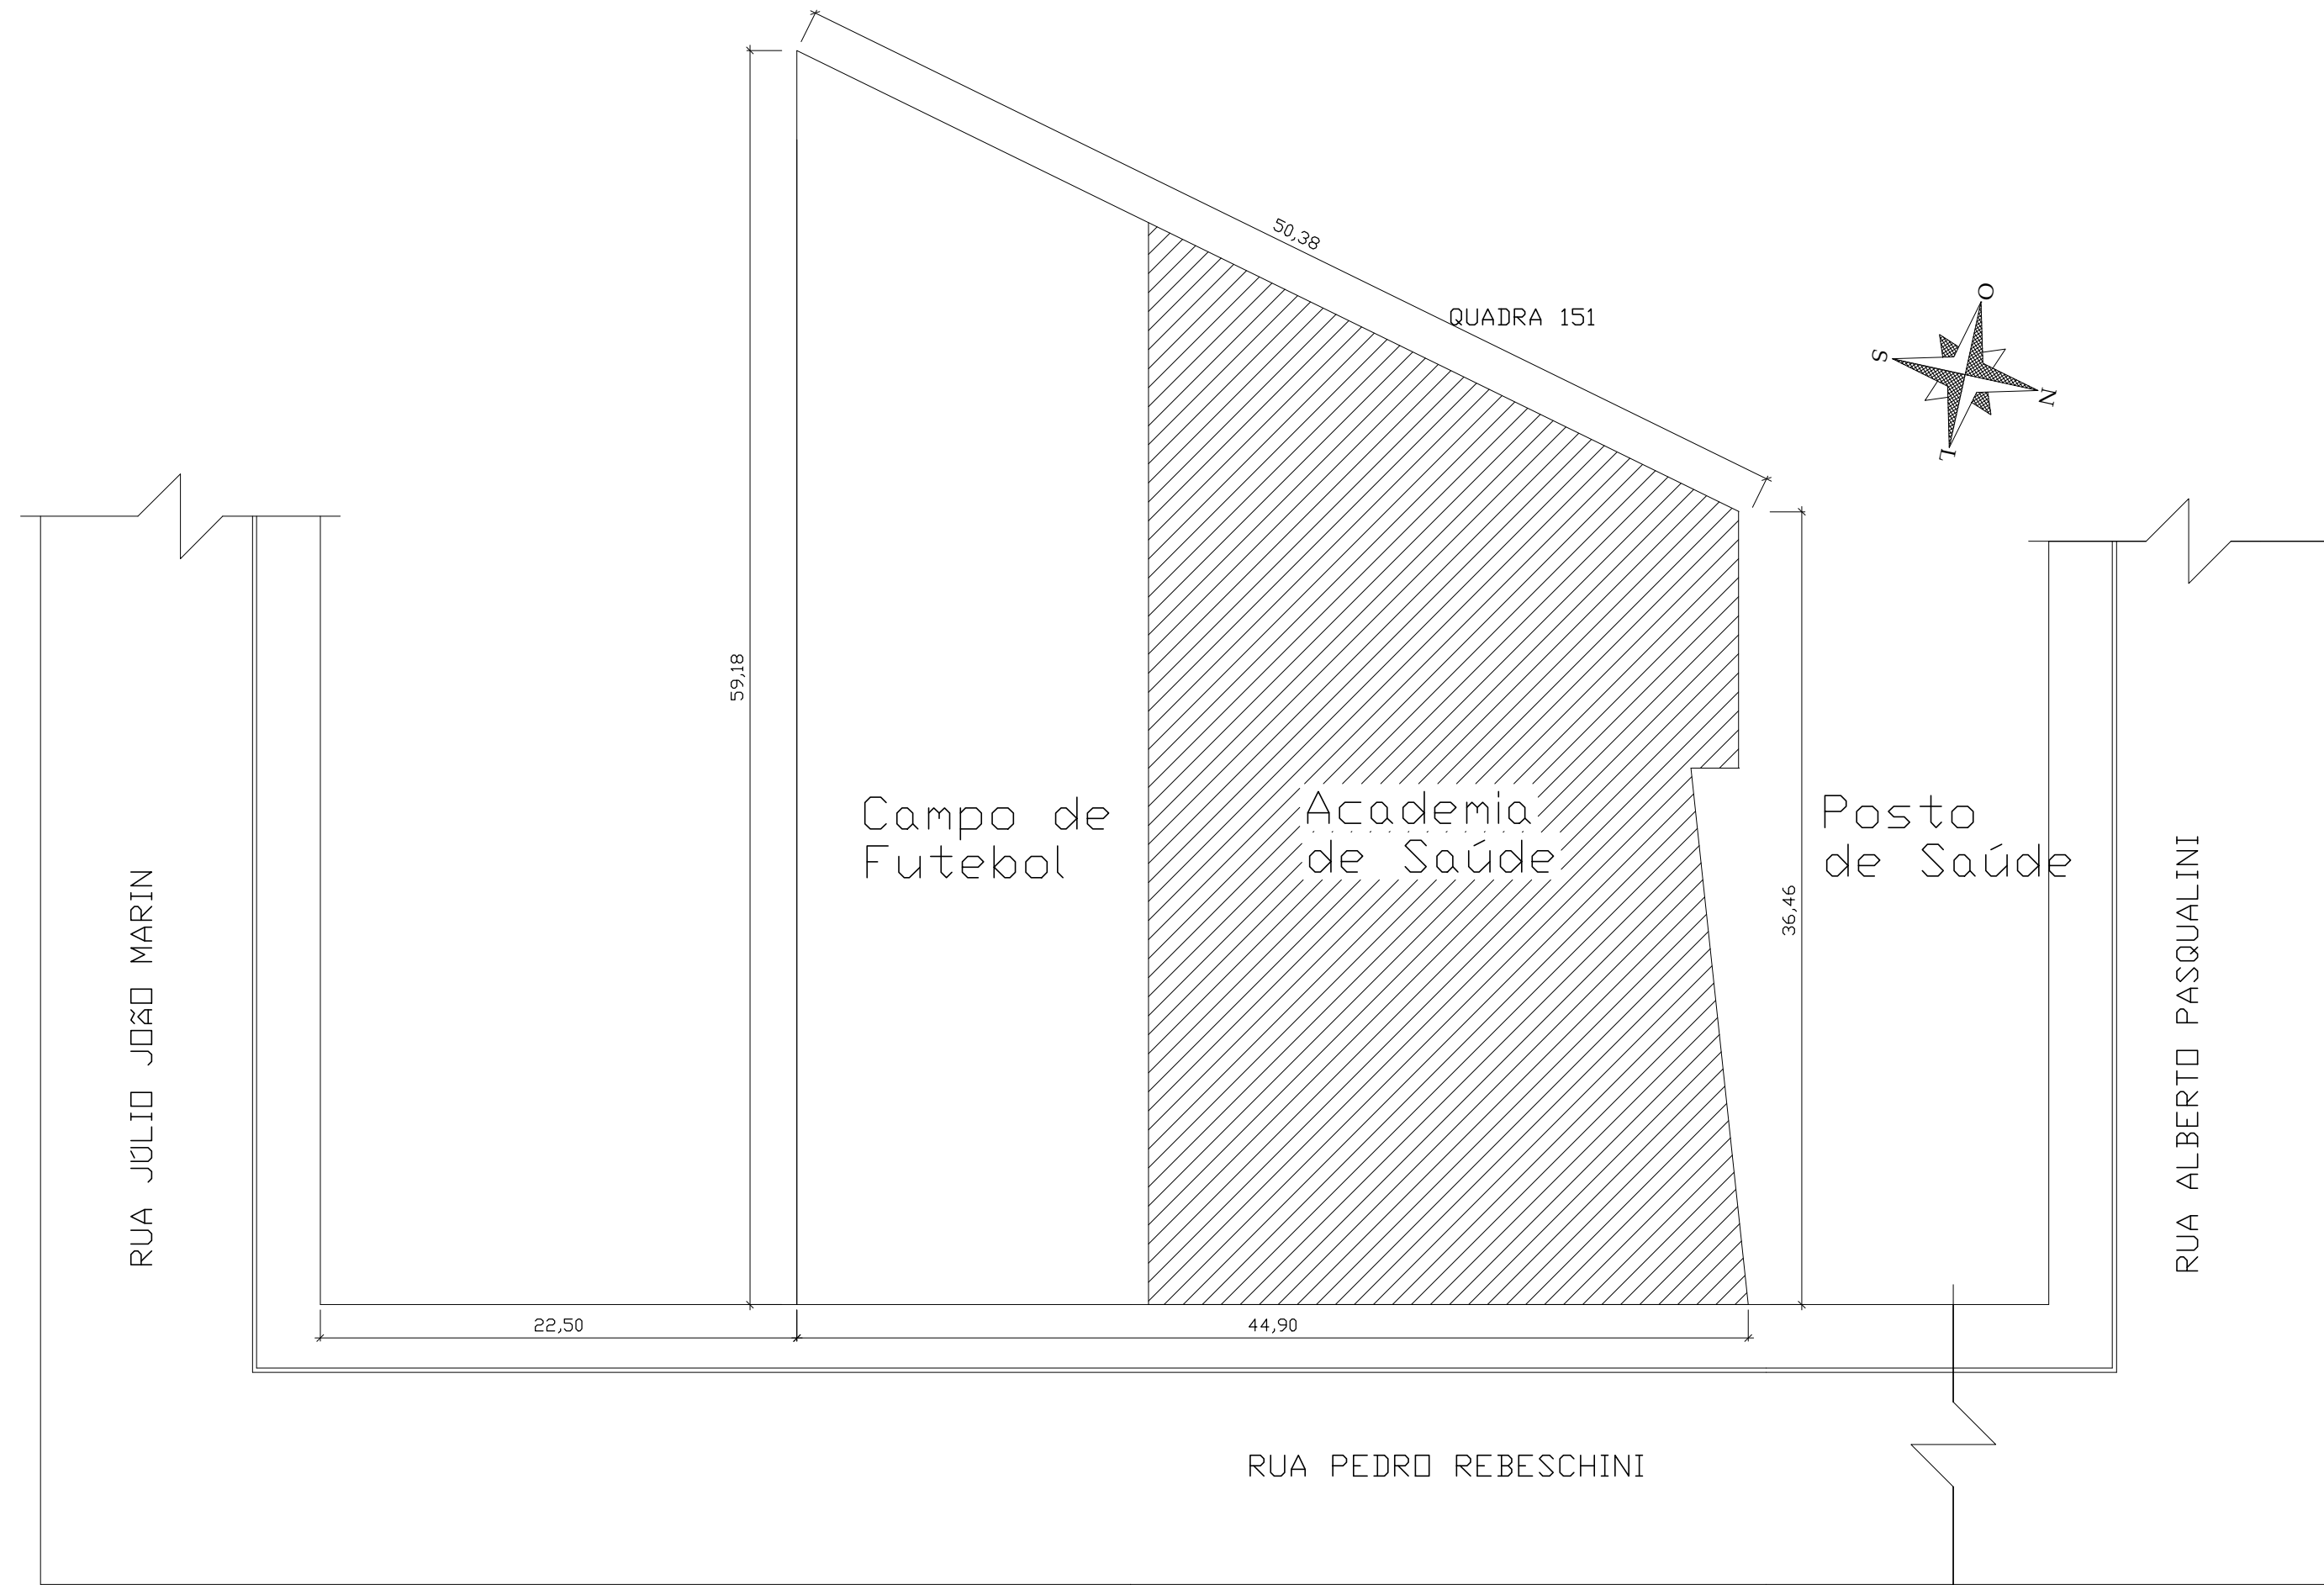 50,38
QUADRA 151
O
S
N
L
59,18
Campo de
Futebol
Academia
de Saúde
Posto
de Saúde
36,46
RUA JÚLIO JOÃO MARIN
RUA ALBERTO PASQUALINI
22,50
44,90
RUA PEDRO REBESCHINI